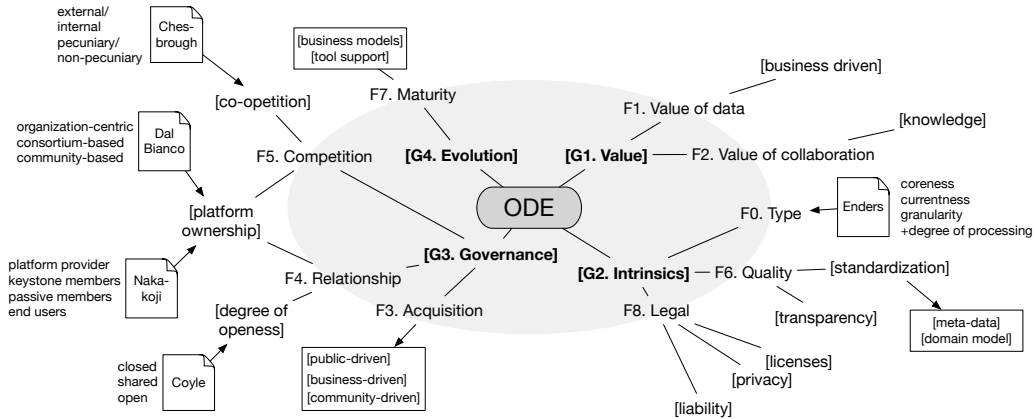 external/
internal
pecuniary/
non-pecuniary
Ches-
brough
[co-opetition]
[business models]
[tool support]
F7. Maturity
[business driven]
F1. Value of data
[knowledge]
F2. Value of collaboration
organization-centric
consortium-based
community-based
Dal
Bianco
F5. Competition
[G4. Evolution]
[G1. Value]
ODE
[platform
ownership]
F0. Type
Enders
coreness
currentness
granularity
+degree of processing
[G3. Governance]
[G2. Intrinsics]
F6. Quality
[standardization]
platform provider
keystone members
passive members
end users
Naka-
koji
F4. Relationship
[degree of
openess]
F3. Acquisition
F8. Legal
[transparency]
[meta-data]
[domain model]
closed
shared
open
Coyle
[public-driven]
[business-driven]
[community-driven]
[licenses]
[privacy]
[liability]